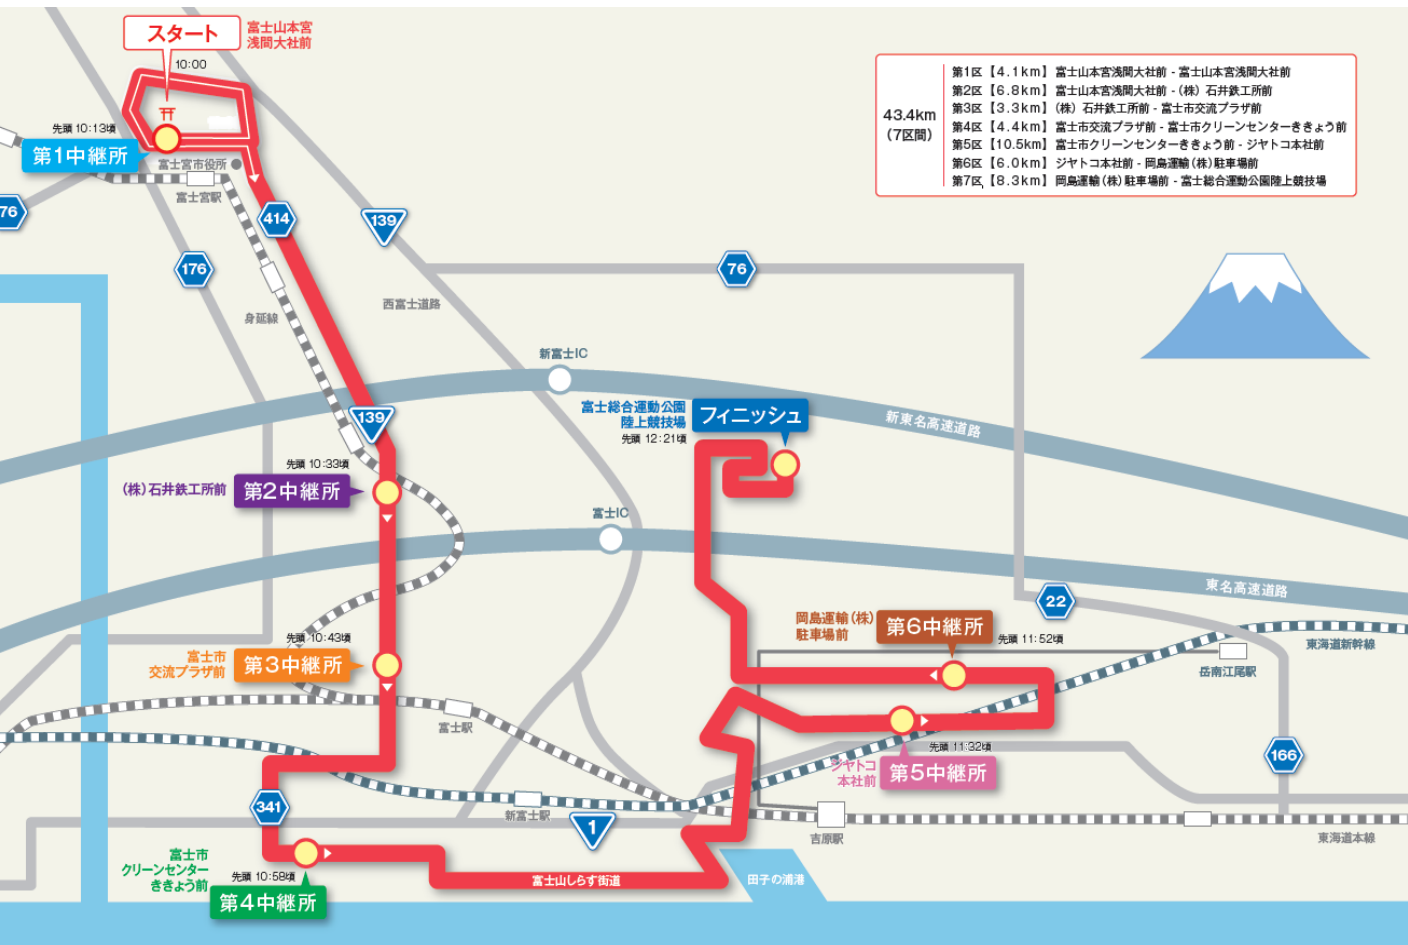 スタート
富士山本宮
浅間大社前
10:00
先頭 10:13頃
第1中継所
富士宮市役所
富士宮駅
76
414
139
176
76
西富士道路
身延線
43.4km
(7区間)
第1区【4.1km】富士山本宮浅間大社前 - 富士山本宮浅間大社前
第2区【6.8km】富士山本宮浅間大社前 - (株) 石井鉄工所前
第3区【3.3km】(株) 石井鉄工所前 - 富士市交流プラザ前
第4区【4.4km】富士市交流プラザ前 - 富士市クリーンセンターききょう前
第5区【10.5km】富士市クリーンセンターききょう前 - ジヤトコ本社前
第6区【6.0km】ジヤトコ本社前 - 岡島運輸(株)駐車場前
第7区【8.3km】岡島運輸(株)駐車場前 - 富士総合運動公園陸上競技場
新富士IC
139
富士総合運動公園
陸上競技場
フィニッシュ
先頭 12:21頃
新東名高速道路
先頭 10:33頃
(株)石井鉄工所前
第2中継所
富士IC
東名高速道路
22
岡島運輸(株)
駐車場前
第6中継所
先頭 11:52頃
先頭 10:43頃
富士市
交流プラザ前
第3中継所
東海道新幹線
岳南江尾駅
富士駅
先頭 11:32頃
ジヤトコ
本社前
第5中継所
166
341
新富士駅
1
吉原駅
東海道本線
富士市
クリーンセンター
ききょう前
先頭 10:58頃
第4中継所
富士山しらす街道
田子の浦港